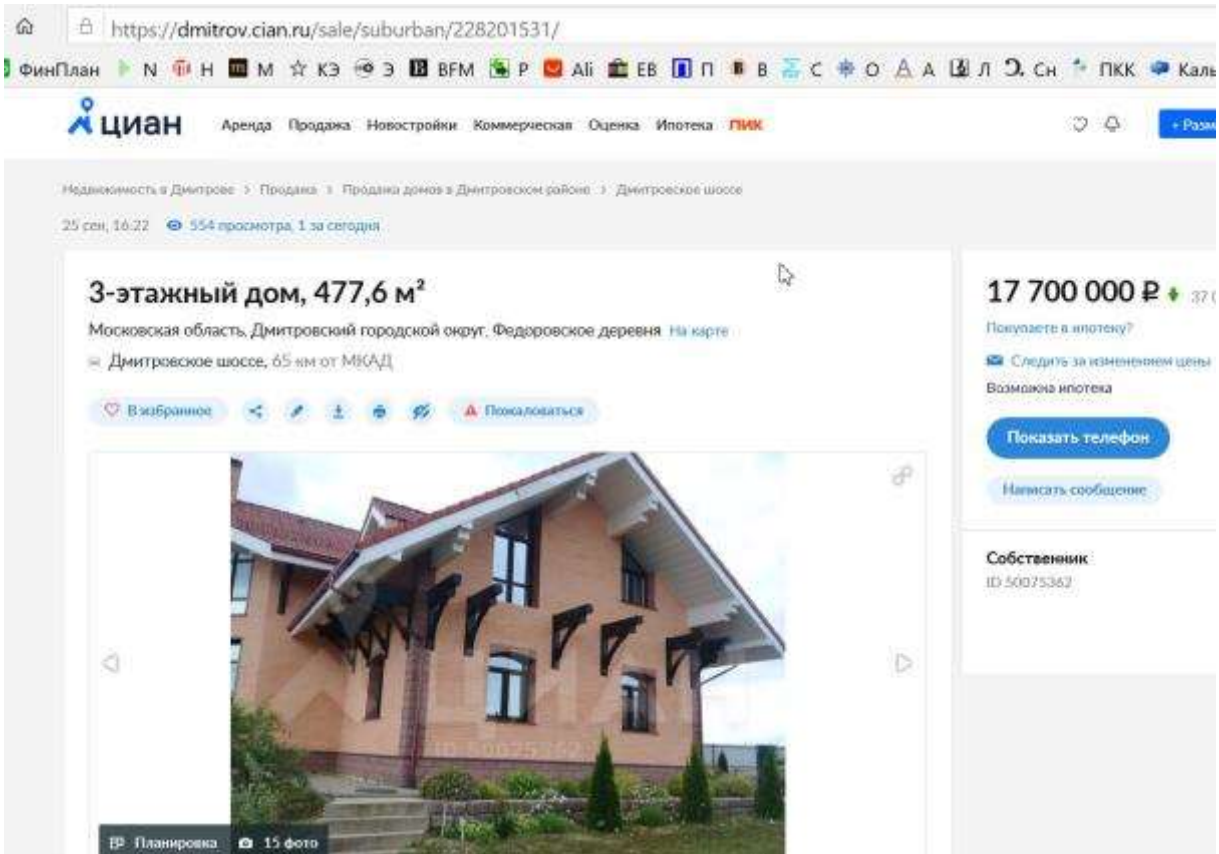 https://dmitrov.cian.ru/sale/suburban/228201531/
ФинПлан N Н М КЭ Э BFM Р Ali ЕВ П В С О А Л Сн ПКК Каль
циан Аренда Продажа Новостройки Коммерческая Оценка Ипотека ПИК + Разм
Недвижимость в Дмитрове > Продажа > Продажа домов в Дмитровском районе > Дмитровское шоссе
25 сен, 16:22 554 просмотра, 1 за сегодня
3-этажный дом, 477,6 м²
Московская область, Дмитровский городской округ, Федоровское деревня На карте
Дмитровское шоссе, 65 км от МКАД
В избранное Пожаловаться
17 700 000 ₽ 37
Покупаете в ипотеку?
Следить за изменением цены
Возможна ипотека
Показать телефон
Написать сообщение
Собственник
ID 50075362
ЦИАН
Планировка 15 фото